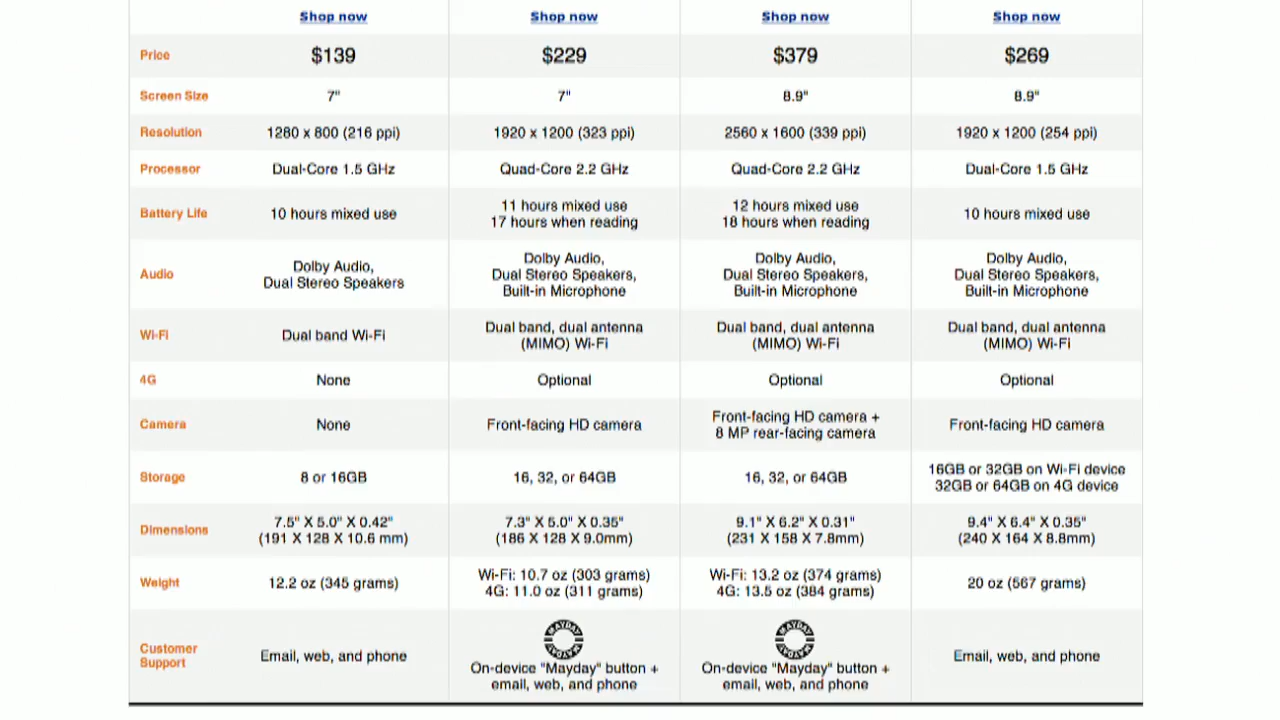 Shop now Shop now Shop now Shop now
Price $139 $229 $379 $269
Screen Size 7" 7" 8.9" 8.9"
Resolution 1280 x 800 (216 ppi) 1920 x 1200 (323 ppi) 2560 x 1600 (339 ppi) 1920 x 1200 (254 ppi)
Processor Dual-Core 1.5 GHz Quad-Core 2.2 GHz Quad-Core 2.2 GHz Dual-Core 1.5 GHz
Battery Life 10 hours mixed use 11 hours mixed use 12 hours mixed use 10 hours mixed use
17 hours when reading 18 hours when reading
Audio Dolby Audio, Dolby Audio, Dolby Audio, Dolby Audio,
Dual Stereo Speakers Dual Stereo Speakers, Dual Stereo Speakers, Dual Stereo Speakers,
Built-in Microphone Built-in Microphone Built-in Microphone
Wi-Fi Dual band Wi-Fi Dual band, dual antenna Dual band, dual antenna Dual band, dual antenna
(MIMO) Wi-Fi (MIMO) Wi-Fi (MIMO) Wi-Fi
4G None Optional Optional Optional
Camera None Front-facing HD camera Front-facing HD camera + Front-facing HD camera
8 MP rear-facing camera
Storage 8 or 16GB 16, 32, or 64GB 16, 32, or 64GB 16GB or 32GB on Wi-Fi device
32GB or 64GB on 4G device
Dimensions 7.5" X 5.0" X 0.42" 7.3" X 5.0" X 0.35" 9.1" X 6.2" X 0.31" 9.4" X 6.4" X 0.35"
(191 X 128 X 10.6 mm) (186 X 128 X 9.0mm) (231 X 158 X 7.8mm) (240 X 164 X 8.8mm)
Weight 12.2 oz (345 grams) Wi-Fi: 10.7 oz (303 grams) Wi-Fi: 13.2 oz (374 grams) 20 oz (567 grams)
4G: 11.0 oz (311 grams) 4G: 13.5 oz (384 grams)
MAYDAY MAYDAY MAYDAY MAYDAY
Customer Support Email, web, and phone On-device "Mayday" button + On-device "Mayday" button + Email, web, and phone
email, web, and phone email, web, and phone